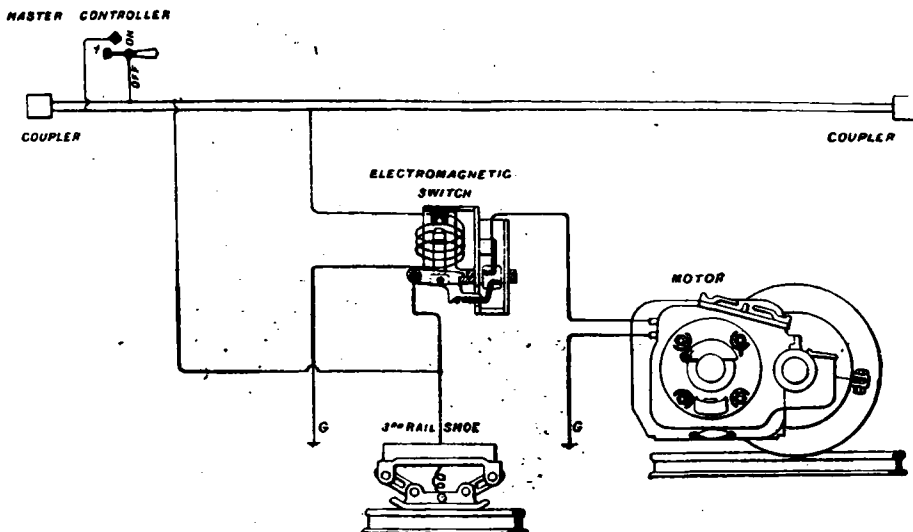 MASTER CONTROLLER
ON
OFF
COUPLER
COUPLER
ELECTROMAGNETIC
SWITCH
MOTOR
G
3RD RAIL SHOE
G